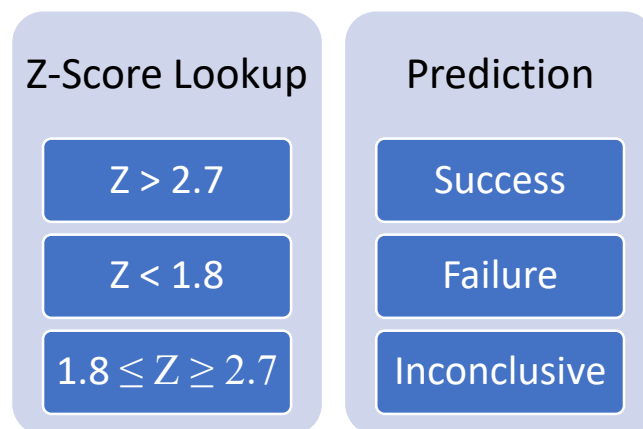 Z-Score Lookup
Z > 2.7
Z < 1.8
1.8 ≤ Z ≥ 2.7
Prediction
Success
Failure
Inconclusive